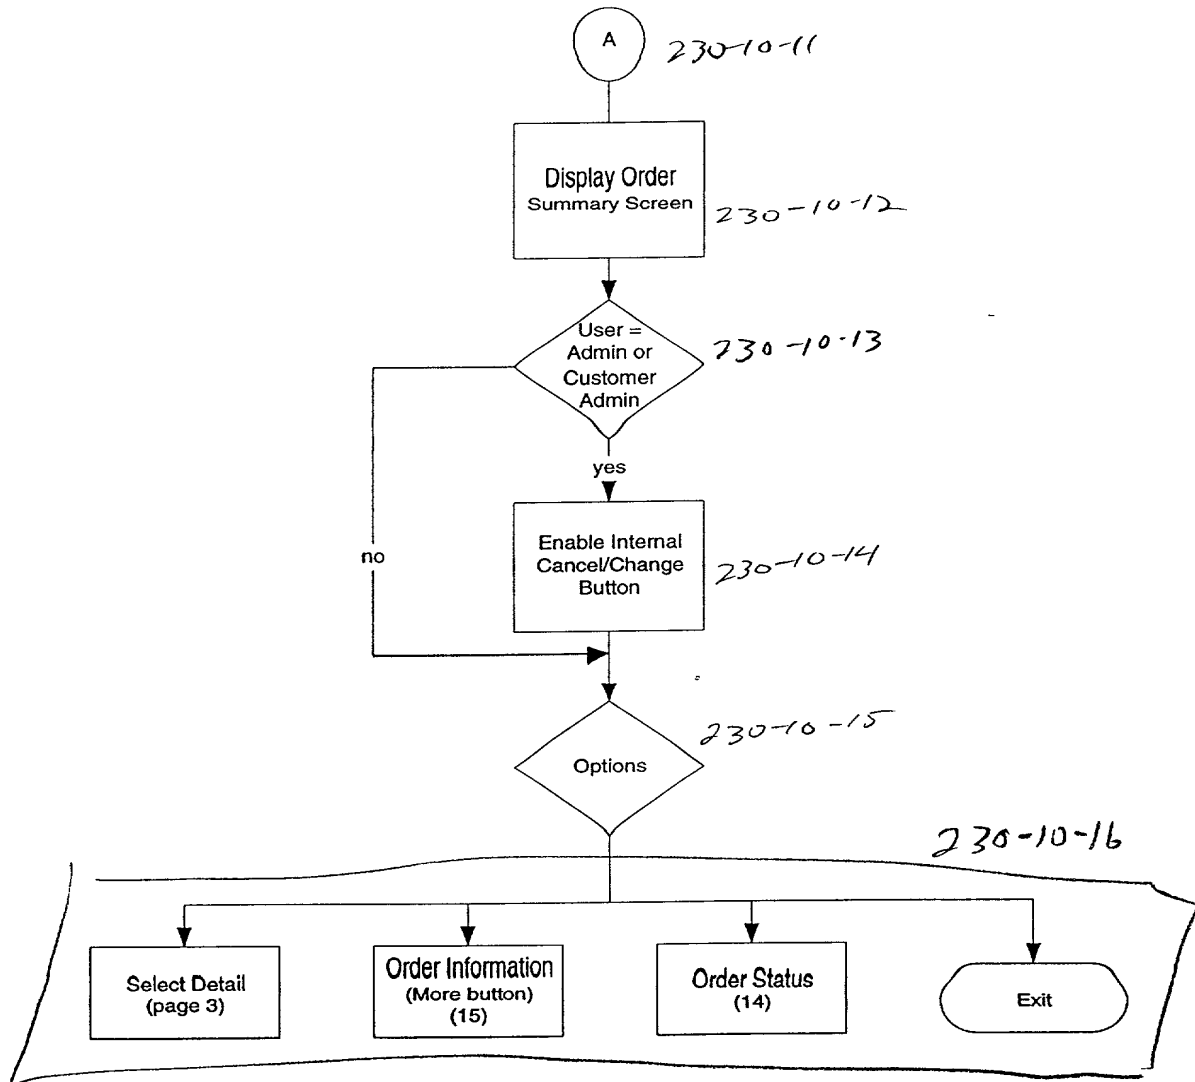 A
230-10-11
Display Order
Summary Screen
230-10-12
User =
Admin or
Customer
Admin
230-10-13
yes
no
Enable Internal
Cancel/Change
Button
230-10-14
Options
230-10-15
230-10-16
Select Detail
(page 3)
Order Information
(More button)
(15)
Order Status
(14)
Exit